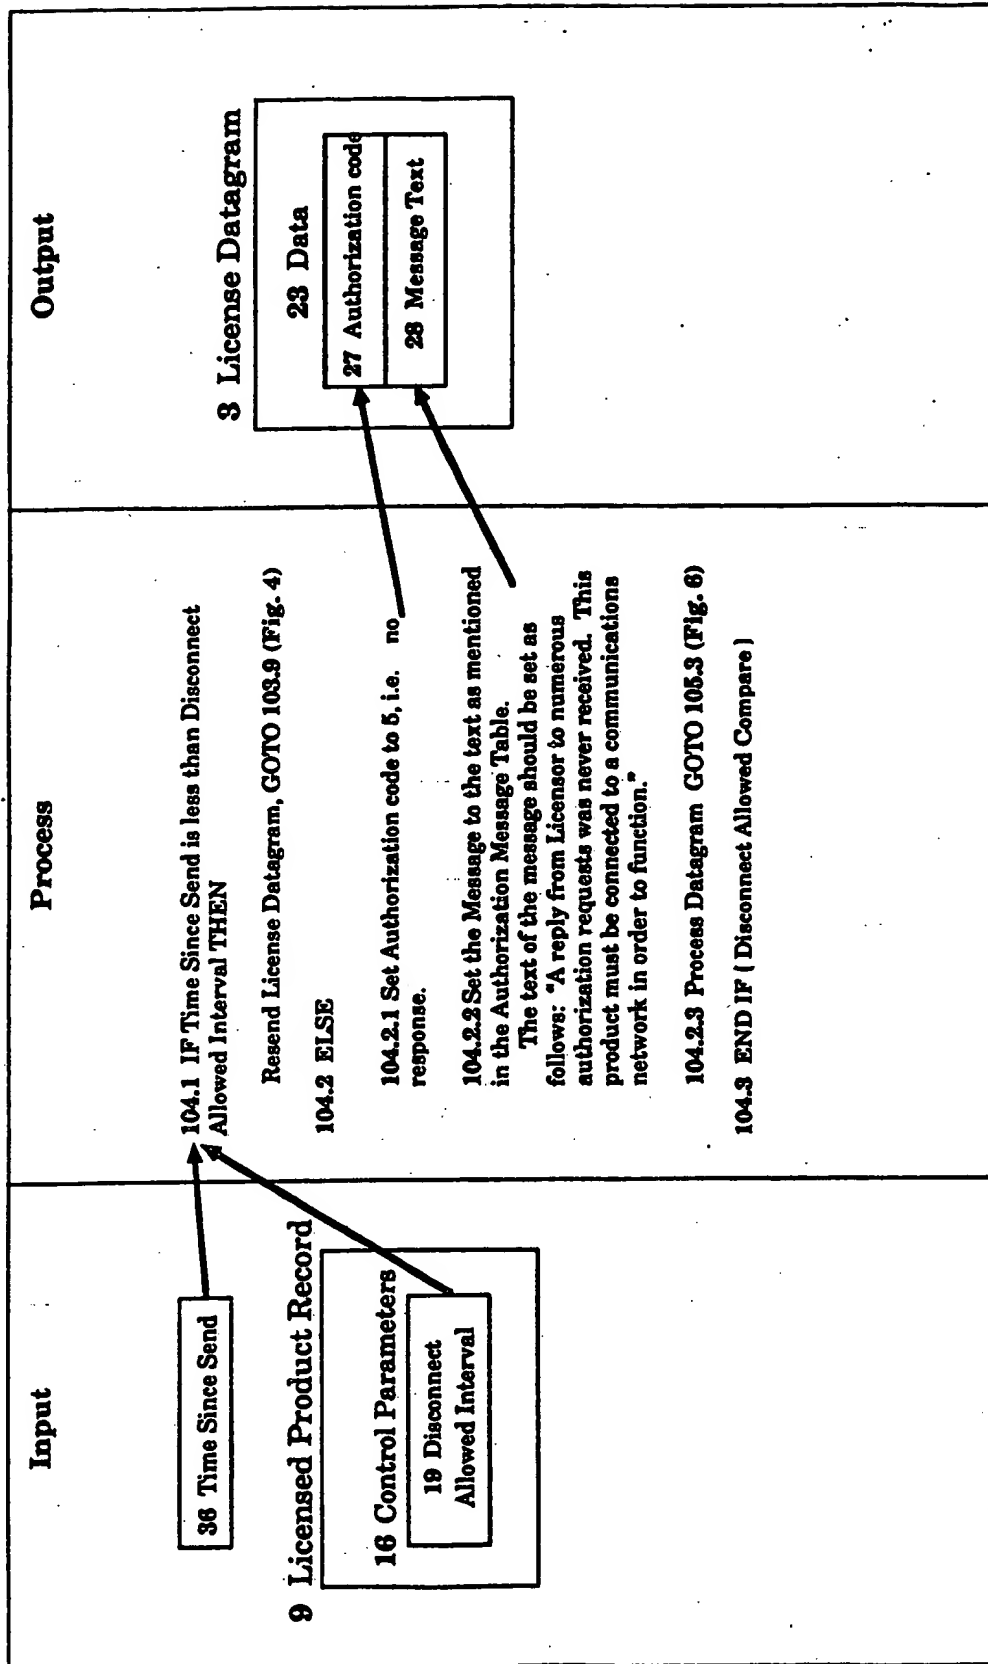 Input
36 Time Since Send
9 Licensed Product Record
16 Control Parameters
19 Disconnect
Allowed Interval
Process
104.1 IF Time Since Send is less than Disconnect
Allowed Interval THEN
Resend License Datagram, GOTO 103.9 (Fig. 4)
104.2 ELSE
104.2.1 Set Authorization code to 5, i.e. no
response.
104.2.2 Set the Message to the text as mentioned
in the Authorization Message Table.
The text of the message should be set as
follows: "A reply from Licensor to numerous
authorization requests was never received. This
product must be connected to a communications
network in order to function."
104.2.3 Process Datagram GOTO 105.3 (Fig. 6)
104.3 END IF ( Disconnect Allowed Compare )
Output
3 License Datagram
23 Data
27 Authorization code
28 Message Text